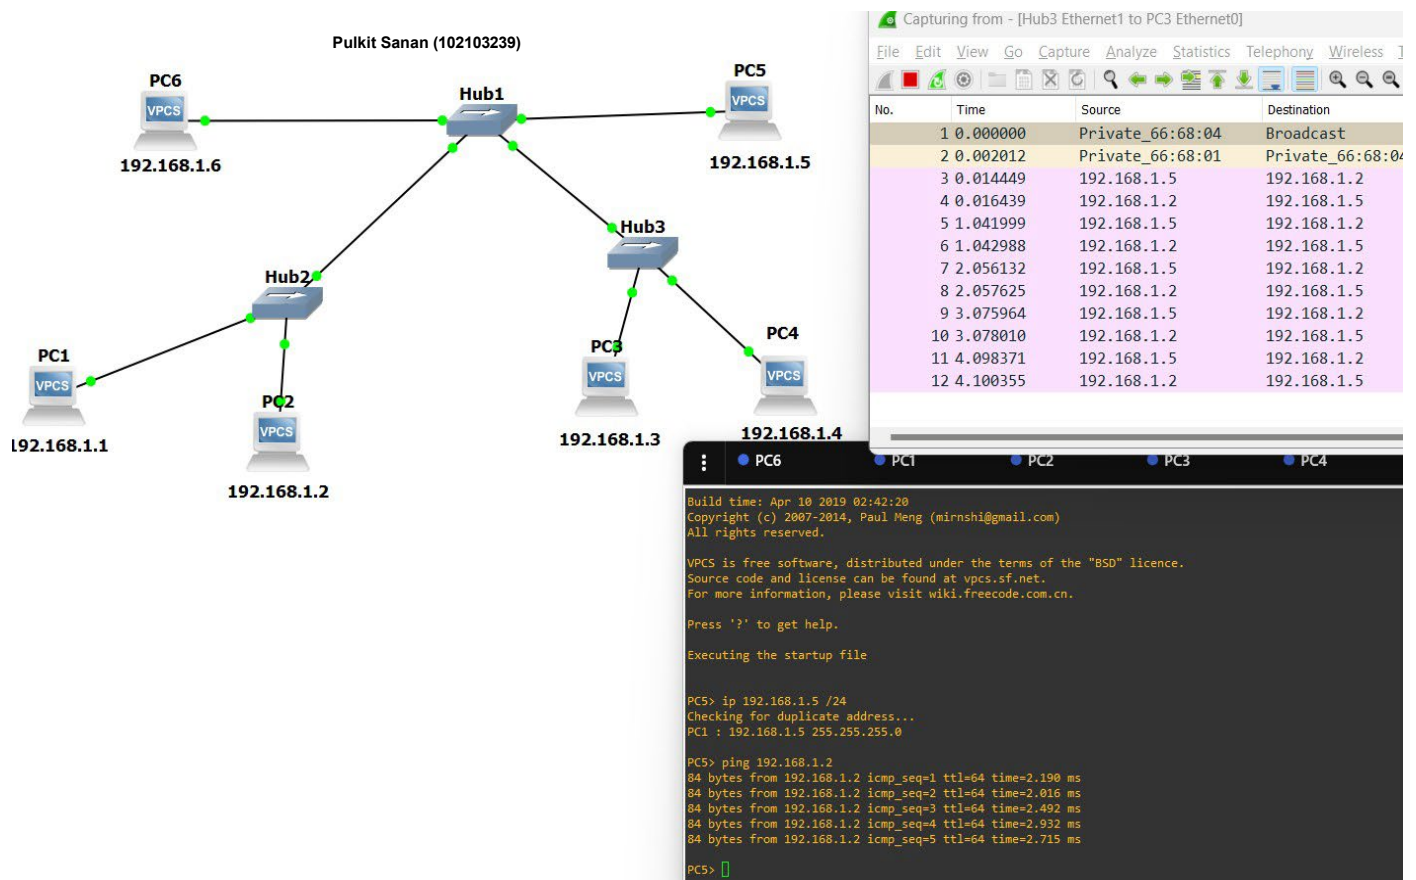 Pulkit Sanan (102103239)
PC6
VPCS
192.168.1.6
Hub1
PC5
VPCS
192.168.1.5
Hub3
Hub2
PC1
VPCS
192.168.1.1
PC2
VPCS
192.168.1.2
PC3
VPCS
192.168.1.3
PC4
VPCS
192.168.1.4
Capturing from - [Hub3 Ethernet1 to PC3 Ethernet0]
File Edit View Go Capture Analyze Statistics Telephony Wireless
No. Time Source Destination
1 0.000000 Private_66:68:04 Broadcast
2 0.002012 Private_66:68:01 Private_66:68:04
3 0.014449 192.168.1.5 192.168.1.2
4 0.016439 192.168.1.2 192.168.1.5
5 1.041999 192.168.1.5 192.168.1.2
6 1.042988 192.168.1.2 192.168.1.5
7 2.056132 192.168.1.5 192.168.1.2
8 2.057625 192.168.1.2 192.168.1.5
9 3.075964 192.168.1.5 192.168.1.2
10 3.078010 192.168.1.2 192.168.1.5
11 4.098371 192.168.1.5 192.168.1.2
12 4.100355 192.168.1.2 192.168.1.5
PC6 PC1 PC2 PC3 PC4
Build time: Apr 10 2019 02:42:20
Copyright (c) 2007-2014, Paul Meng (mirnshi@gmail.com)
All rights reserved.
VPCS is free software, distributed under the terms of the "BSD" licence.
Source code and license can be found at vpcs.sf.net.
For more information, please visit wiki.freecode.com.cn.
Press '?' to get help.
Executing the startup file
PC5> ip 192.168.1.5 /24
Checking for duplicate address...
PC1 : 192.168.1.5 255.255.255.0
PC5> ping 192.168.1.2
84 bytes from 192.168.1.2 icmp_seq=1 ttl=64 time=2.190 ms
84 bytes from 192.168.1.2 icmp_seq=2 ttl=64 time=2.016 ms
84 bytes from 192.168.1.2 icmp_seq=3 ttl=64 time=2.492 ms
84 bytes from 192.168.1.2 icmp_seq=4 ttl=64 time=2.932 ms
84 bytes from 192.168.1.2 icmp_seq=5 ttl=64 time=2.715 ms
PC5>